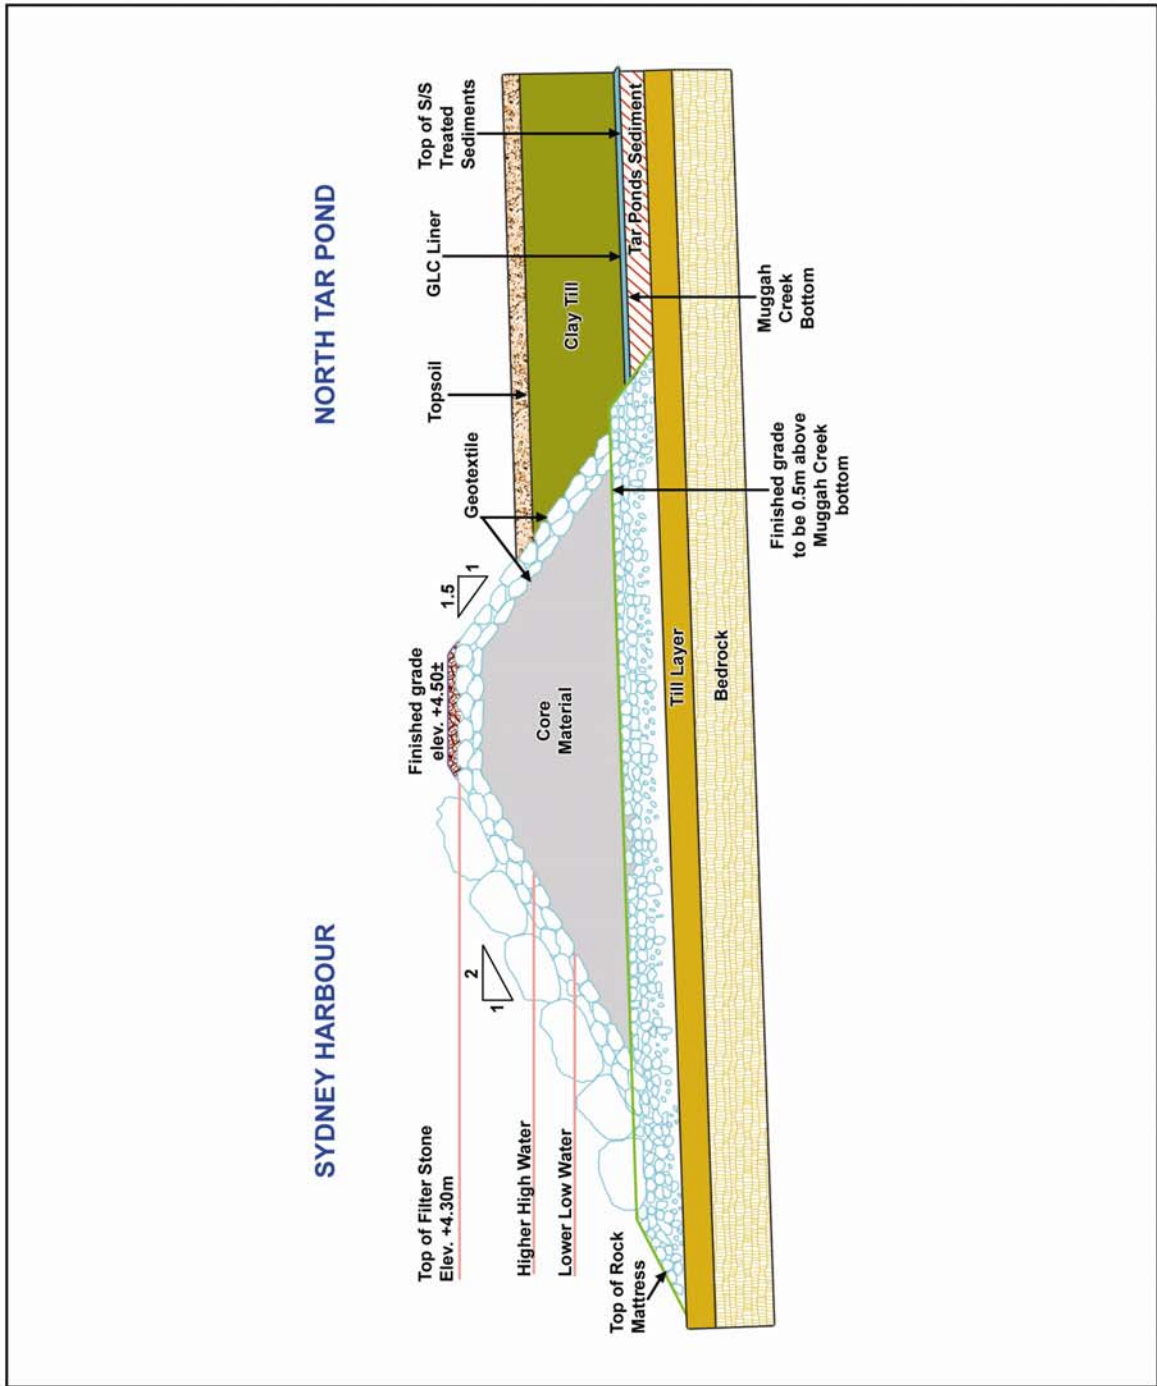 SYDNEY HARBOUR
NORTH TAR POND
Top of Filter Stone
Elev. +4.30m
Higher High Water
Lower Low Water
Top of Rock
Mattress
2
1
Finished grade
elev. +4.50±
1.5
1
Geotextile
Topsoil
GLC Liner
Top of S/S
Treated
Sediments
Core
Material
Clay Till
Tar Ponds Sediment
Till Layer
Bedrock
Finished grade
to be 0.5m above
Muggah Creek
bottom
Muggah
Creek
Bottom